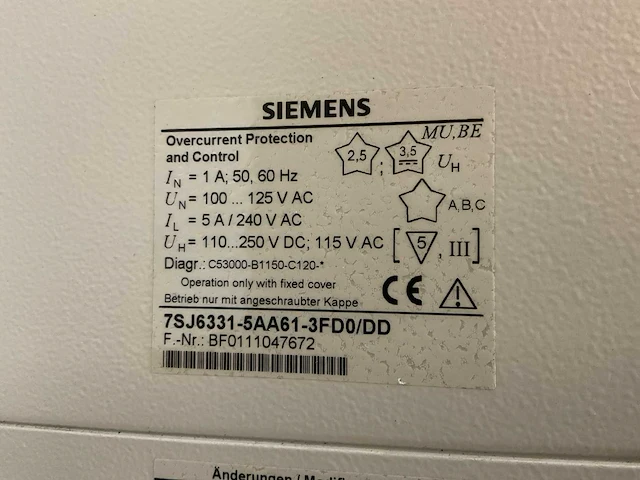 SIEMENS
Overcurrent Protection
and Control
2,5 ; 3,5 MU,BE
UH
IN = 1 A; 50, 60 Hz
UN = 100 ... 125 V AC
A,B,C
IL = 5 A / 240 V AC
UH = 110...250 V DC; 115 V AC [ 5 , III ]
Diagr.: C53000-B1150-C120-*
Operation only with fixed cover
Betrieb nur mit angeschraubter Kappe
CE
7SJ6331-5AA61-3FD0/DD
F.-Nr.: BF0111047672
Änderungen /